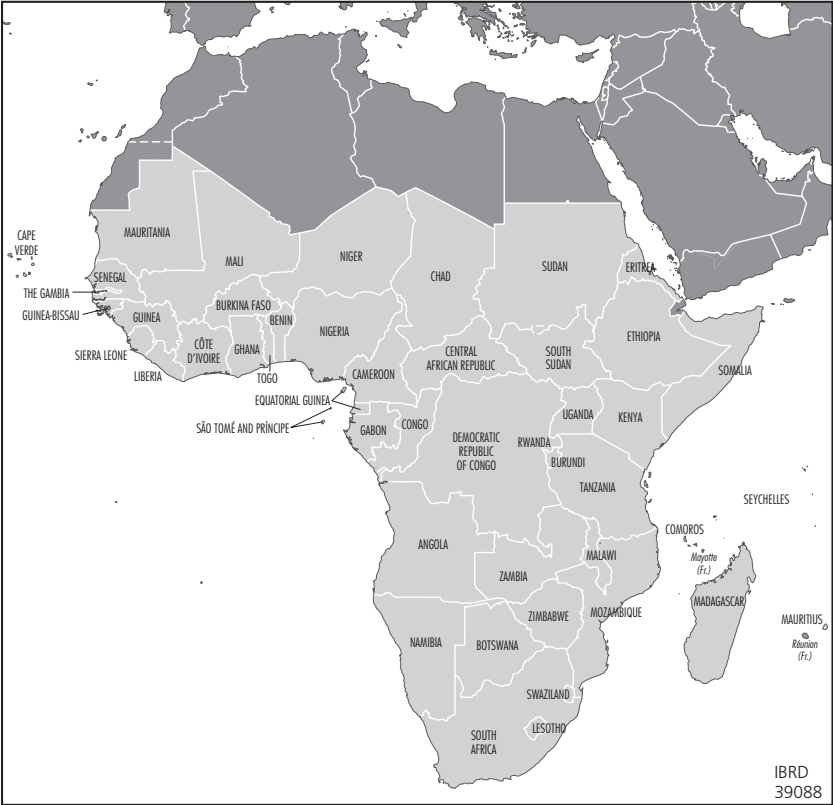 CAPE
VERDE
MAURITANIA
MALI
NIGER
CHAD
SUDAN
ERITREA
SENEGAL
THE GAMBIA
GUINEA-BISSAU
GUINEA
BURKINA FASO
BENIN
NIGERIA
ETHIOPIA
SIERRA LEONE
CÔTE
D'IVOIRE
GHANA
CENTRAL
AFRICAN REPUBLIC
SOUTH
SUDAN
SOMALIA
LIBERIA
TOGO
CAMEROON
EQUATORIAL GUINEA
SÃO TOMÉ AND PRÍNCIPE
GABON
CONGO
UGANDA
KENYA
DEMOCRATIC
REPUBLIC
OF CONGO
RWANDA
BURUNDI
TANZANIA
SEYCHELLES
COMOROS
Mayotte
(Fr.)
ANGOLA
MALAWI
ZAMBIA
MOZAMBIQUE
MADAGASCAR
ZIMBABWE
MAURITIUS
Réunion
(Fr.)
NAMIBIA
BOTSWANA
SWAZILAND
LESOTHO
SOUTH
AFRICA
IBRD
39088